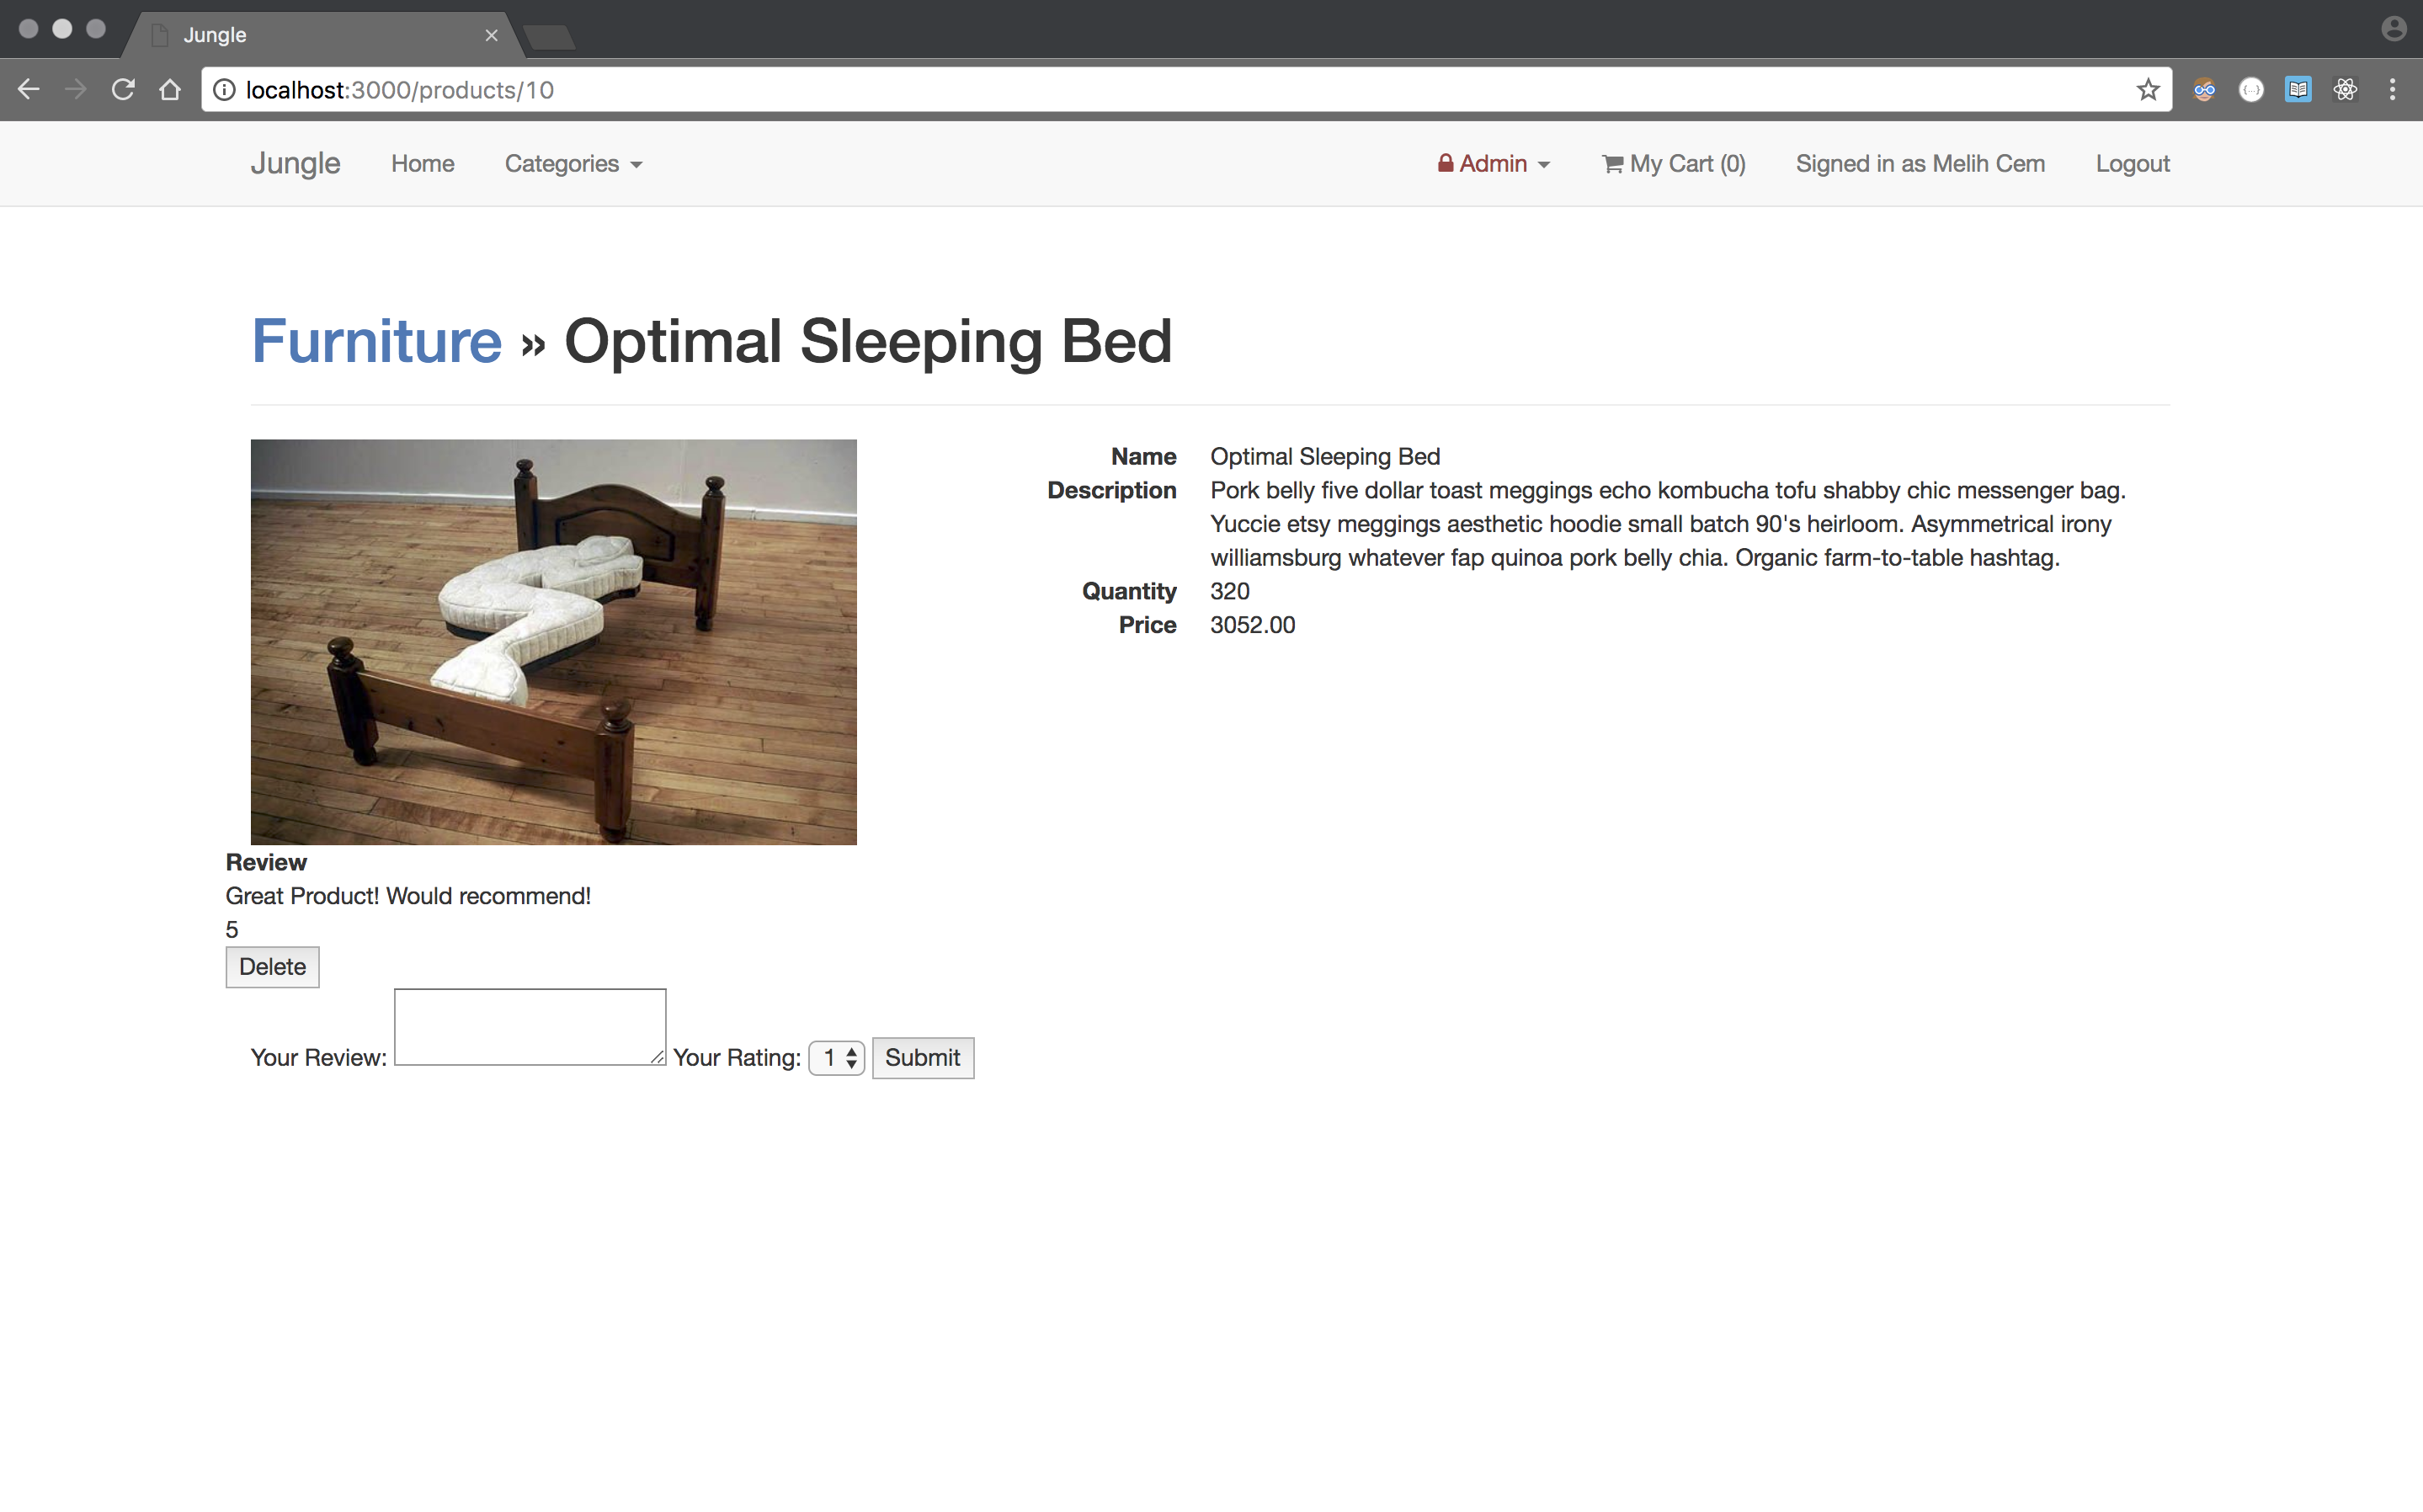 Jungle
localhost:3000/products/10
Jungle Home Categories Admin My Cart (0) Signed in as Melih Cem Logout
Furniture » Optimal Sleeping Bed
Name Optimal Sleeping Bed
Description Pork belly five dollar toast meggings echo kombucha tofu shabby chic messenger bag.
Yuccie etsy meggings aesthetic hoodie small batch 90's heirloom. Asymmetrical irony
williamsburg whatever fap quinoa pork belly chia. Organic farm-to-table hashtag.
Quantity 320
Price 3052.00
Review
Great Product! Would recommend!
5
Delete
Your Review: Your Rating: 1 Submit